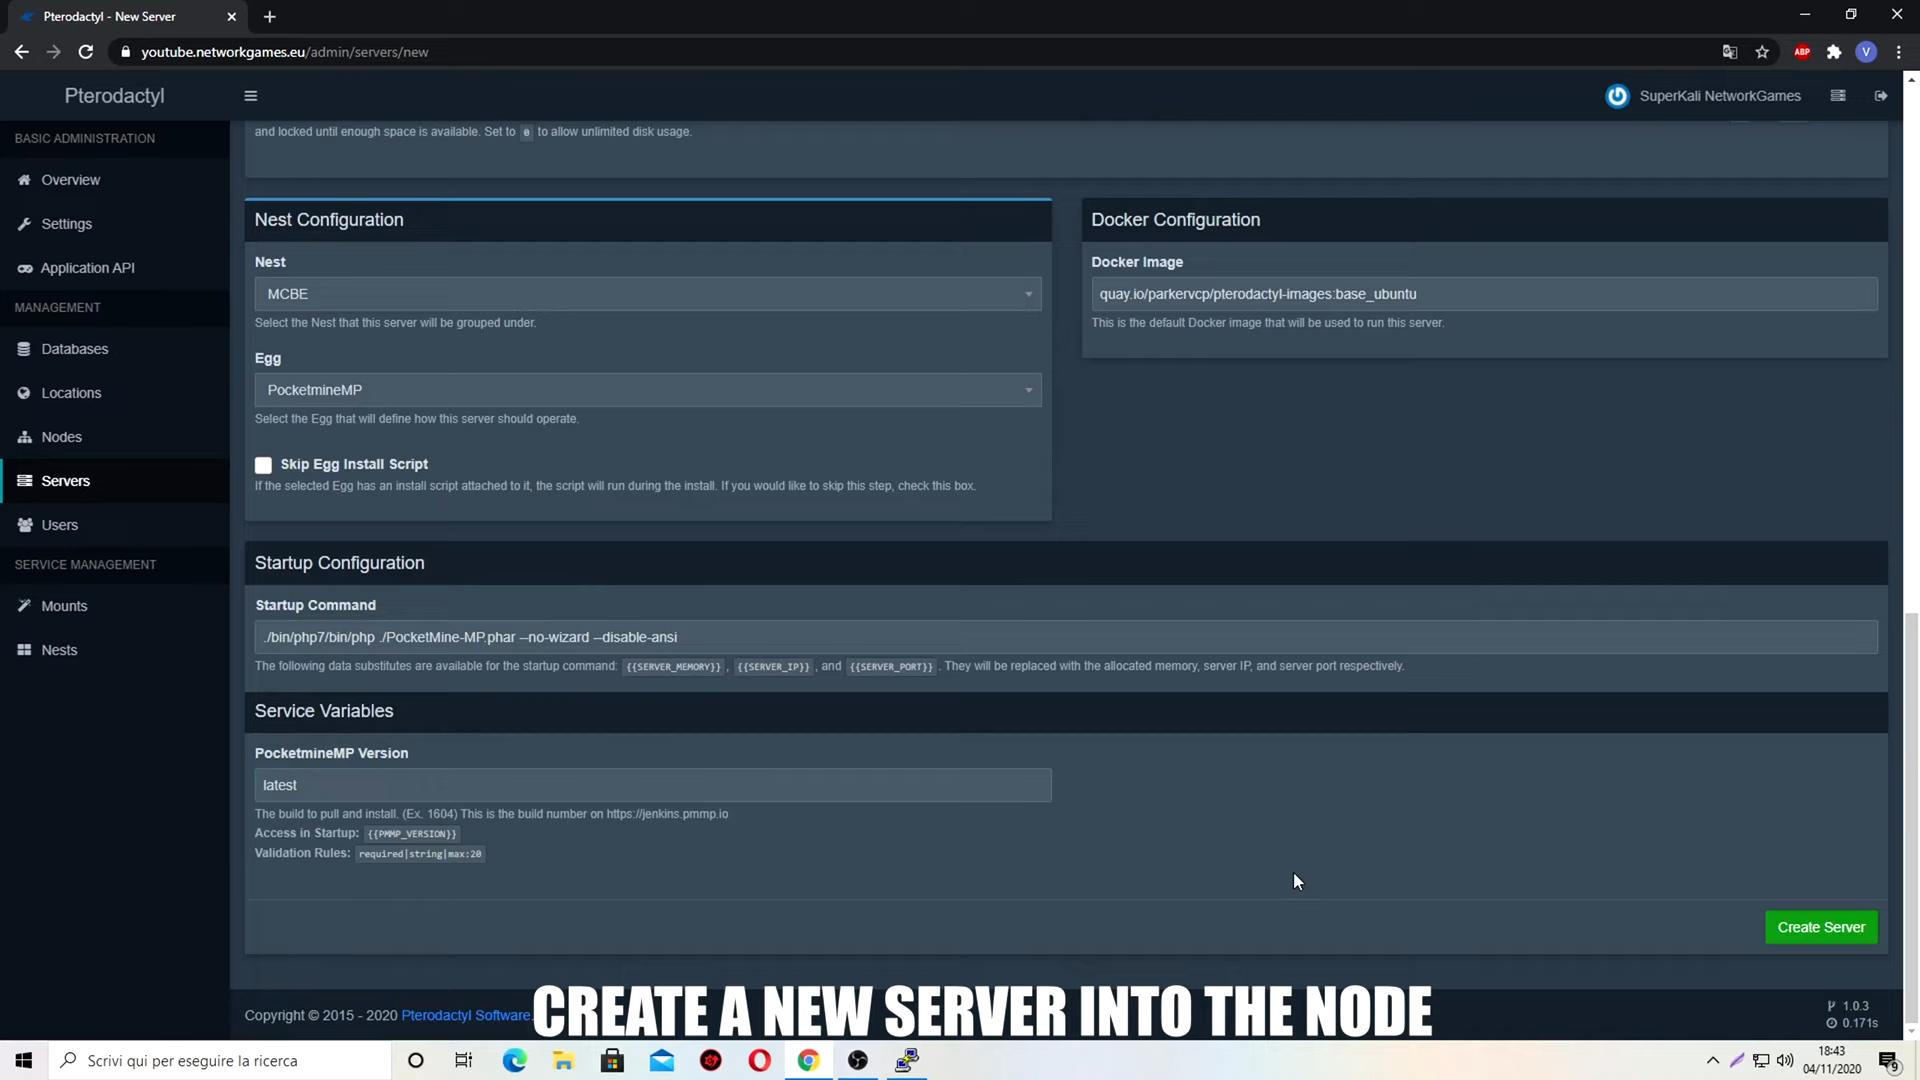 Pterodactyl - New Server
youtube.networkgames.eu/admin/servers/new
ABP
V
Pterodactyl
SuperKali NetworkGames
BASIC ADMINISTRATION
Overview
Settings
Application API
MANAGEMENT
Databases
Locations
Nodes
Servers
Users
SERVICE MANAGEMENT
Mounts
Nests
and locked until enough space is available. Set to 0 to allow unlimited disk usage.
Nest Configuration
Nest
MCBE
Select the Nest that this server will be grouped under.
Egg
PocketmineMP
Select the Egg that will define how this server should operate.
Skip Egg Install Script
If the selected Egg has an install script attached to it, the script will run during the install. If you would like to skip this step, check this box.
Docker Configuration
Docker Image
quay.io/parkervcp/pterodactyl-images:base_ubuntu
This is the default Docker image that will be used to run this server.
Startup Configuration
Startup Command
./bin/php7/bin/php ./PocketMine-MP.phar --no-wizard --disable-ansi
The following data substitutes are available for the startup command: {{SERVER_MEMORY}} , {{SERVER_IP}} , and {{SERVER_PORT}} . They will be replaced with the allocated memory, server IP, and server port respectively.
Service Variables
PocketmineMP Version
latest
The build to pull and install. (Ex. 1604) This is the build number on https://jenkins.pmmp.io
Access in Startup: {{PMMP_VERSION}}
Validation Rules: required|string|max:20
Create Server
Copyright © 2015 - 2020 Pterodactyl Software.
CREATE A NEW SERVER INTO THE NODE
1.0.3
0.171s
Scrivi qui per eseguire la ricerca
18:43
04/11/2020
9